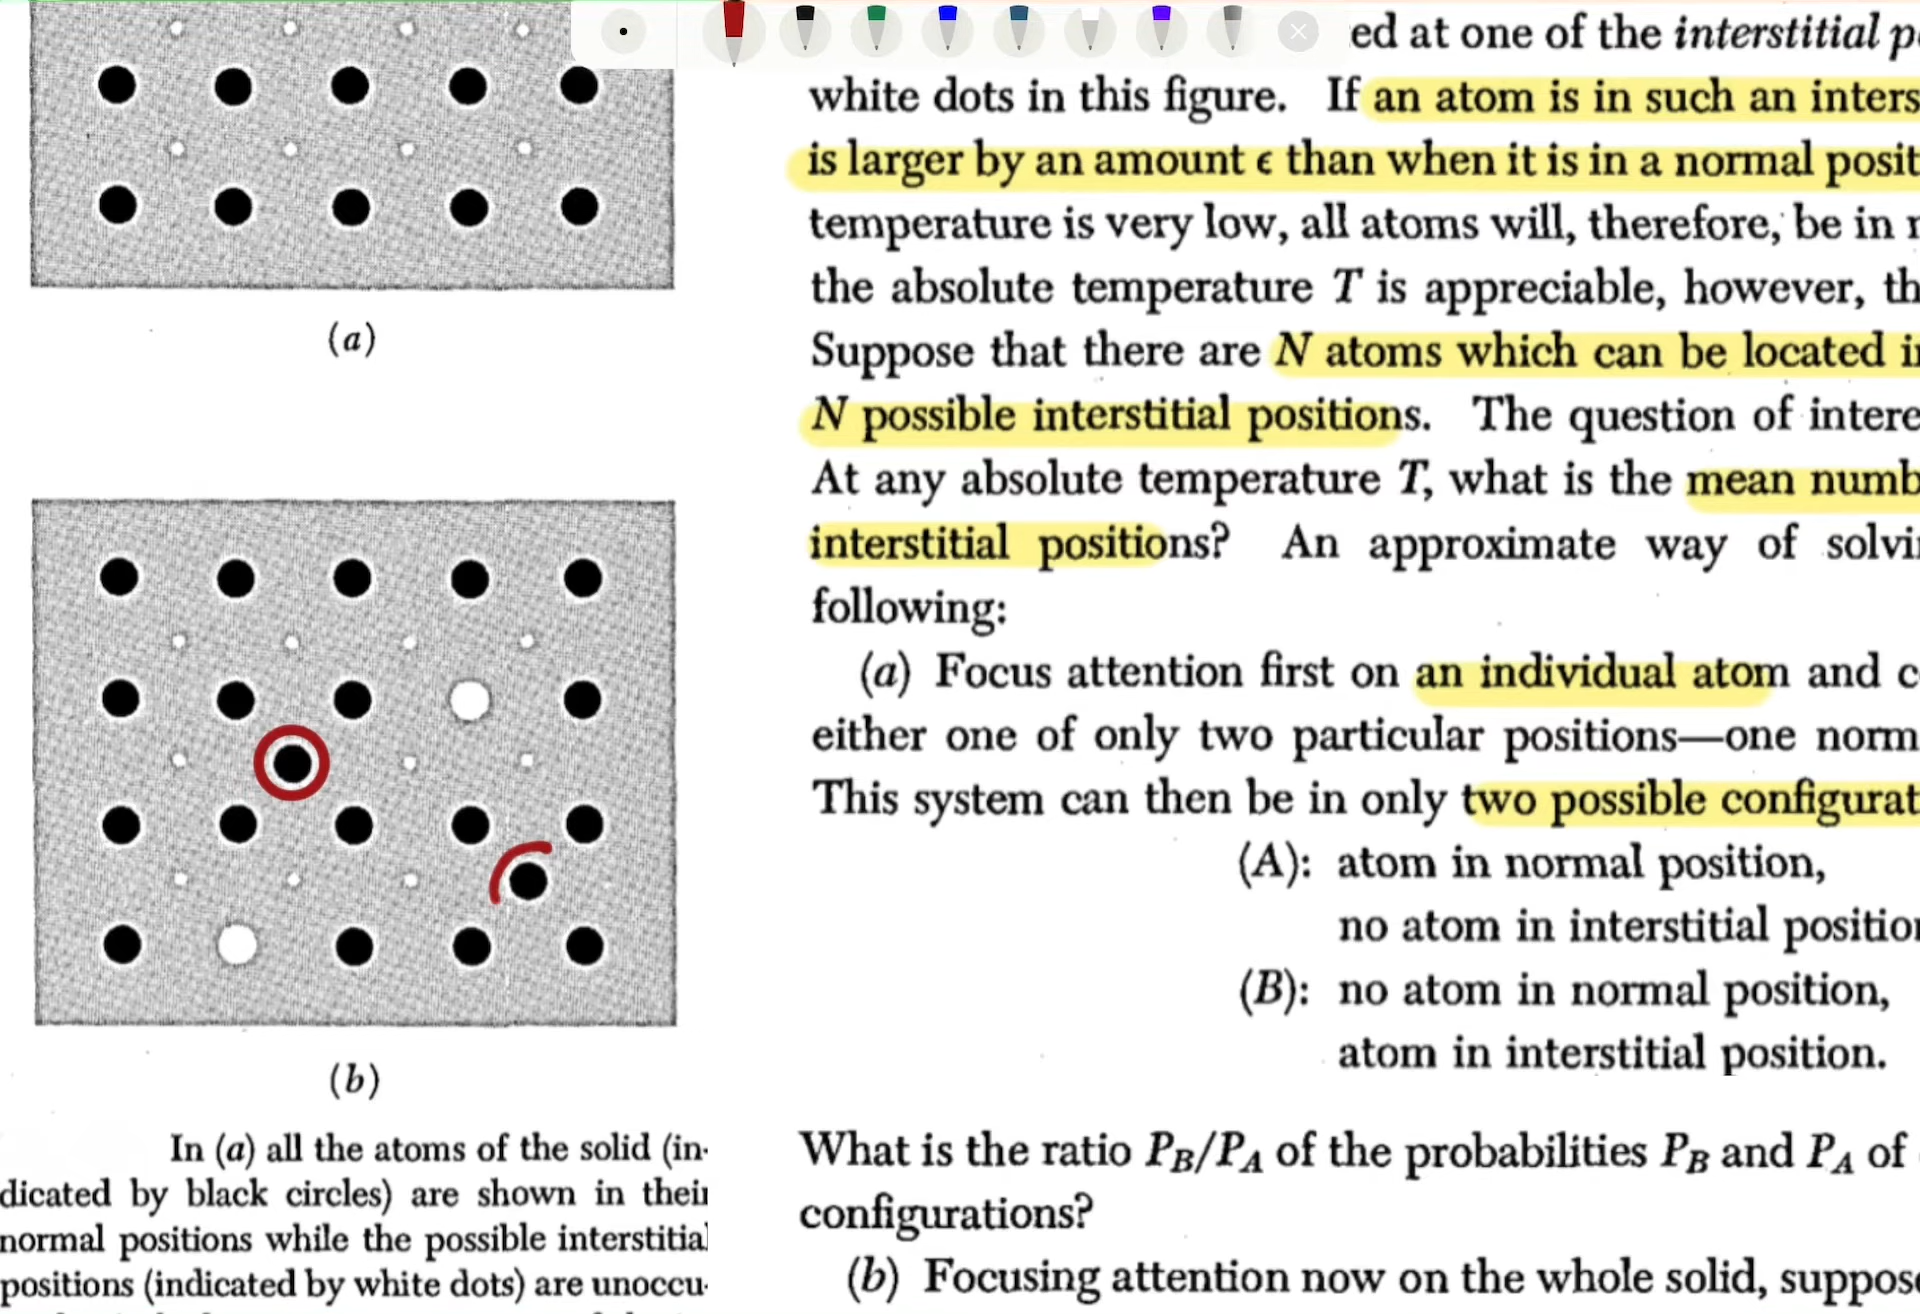 (a)
(b)
In (a) all the atoms of the solid (in-
dicated by black circles) are shown in their
normal positions while the possible interstitial
positions (indicated by white dots) are unoccu-
ed at one of the interstitial p
white dots in this figure. If an atom is in such an inters
is larger by an amount ϵ than when it is in a normal posit
temperature is very low, all atoms will, therefore, be in
the absolute temperature T is appreciable, however, th
Suppose that there are N atoms which can be located i
N possible interstitial positions. The question of intere
At any absolute temperature T, what is the mean numb
interstitial positions? An approximate way of solvi
following:
(a) Focus attention first on an individual atom and c
either one of only two particular positions—one norm
This system can then be in only two possible configurat
(A): atom in normal position,
no atom in interstitial position
(B): no atom in normal position,
atom in interstitial position.
What is the ratio P_B/P_A of the probabilities P_B and P_A of
configurations?
(b) Focusing attention now on the whole solid, suppose